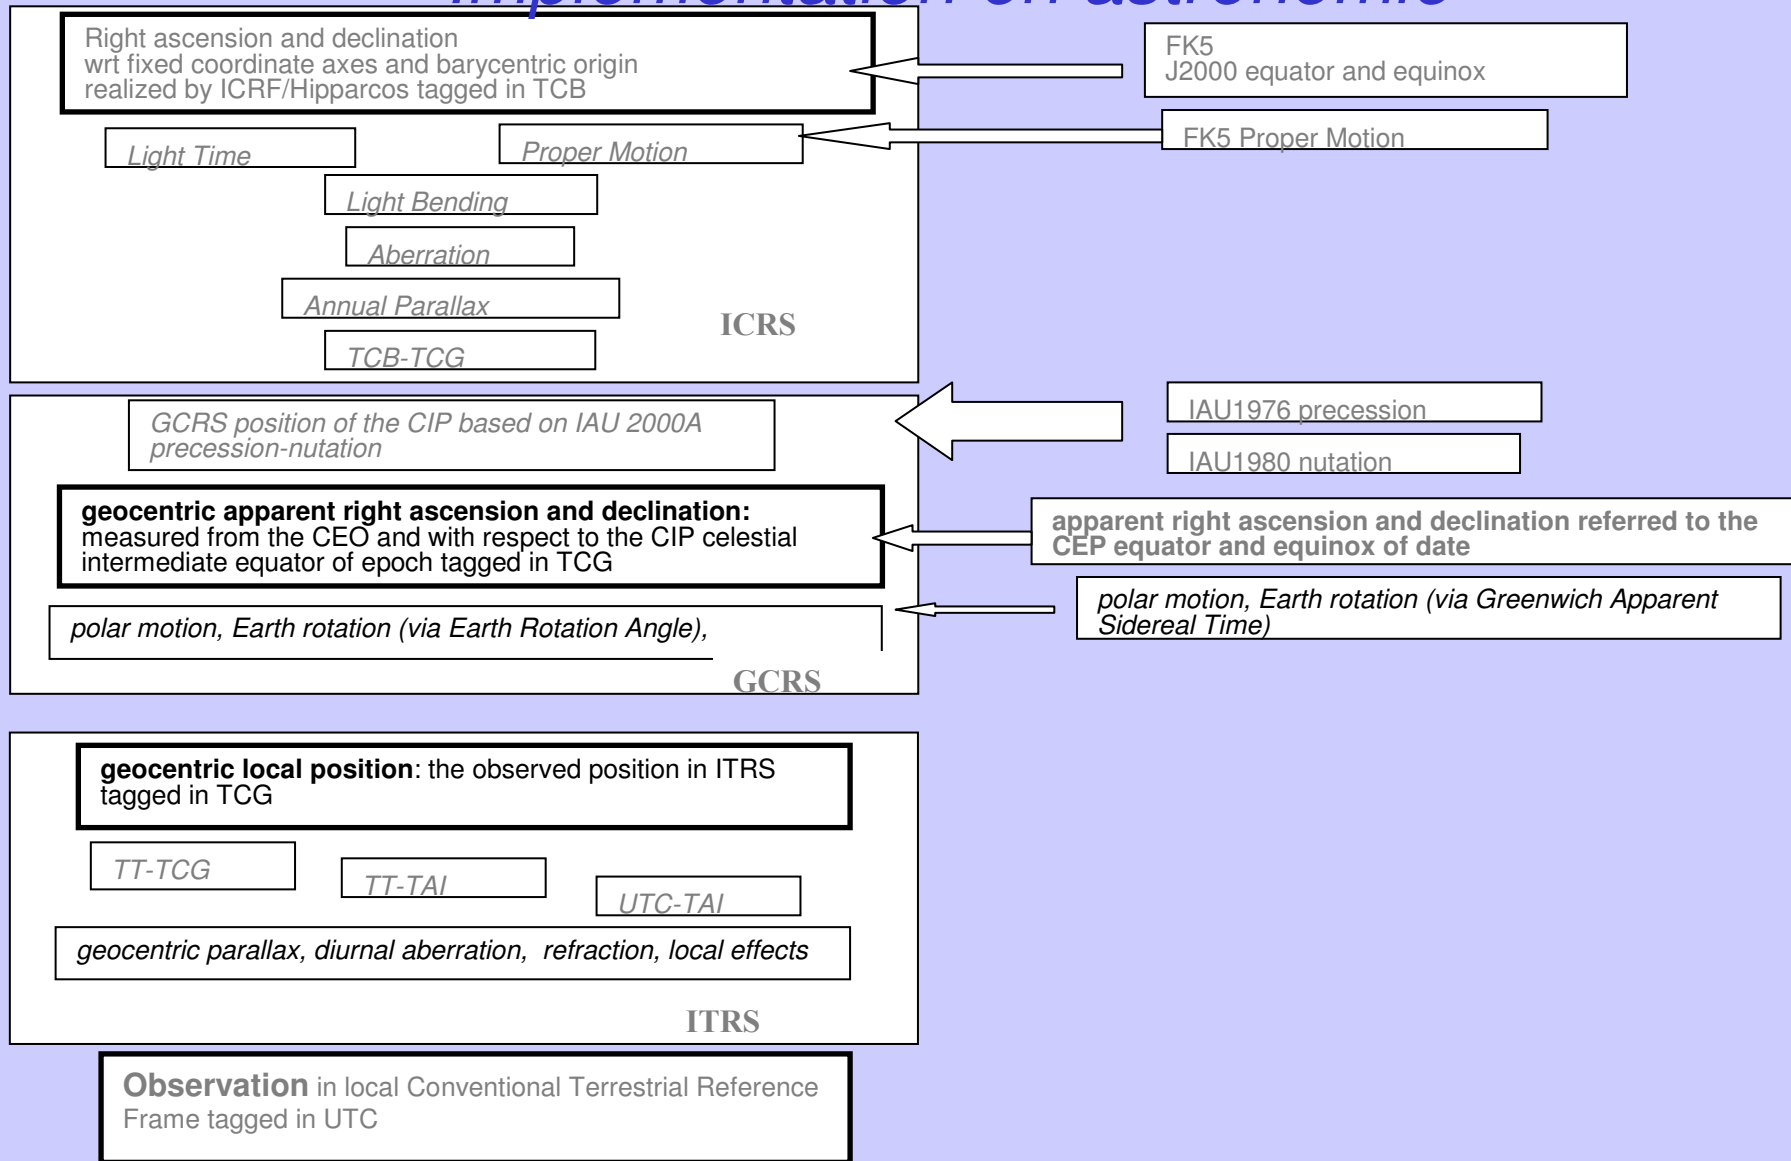 Implementation on astronomic
Right ascension and declination
wrt fixed coordinate axes and barycentric origin
realized by ICRF/Hipparcos tagged in TCB
FK5
J2000 equator and equinox
Light Time
Proper Motion
FK5 Proper Motion
Light Bending
Aberration
Annual Parallax
ICRS
TCB-TCG
GCRS position of the CIP based on IAU 2000A
precession-nutation
IAU1976 precession
IAU1980 nutation
geocentric apparent right ascension and declination:
measured from the CEO and with respect to the CIP celestial
intermediate equator of epoch tagged in TCG
apparent right ascension and declination referred to the
CEP equator and equinox of date
polar motion, Earth rotation (via Earth Rotation Angle),
polar motion, Earth rotation (via Greenwich Apparent
Sidereal Time)
GCRS
geocentric local position: the observed position in ITRS
tagged in TCG
TT-TCG
TT-TAI
UTC-TAI
geocentric parallax, diurnal aberration, refraction, local effects
ITRS
Observation in local Conventional Terrestrial Reference
Frame tagged in UTC